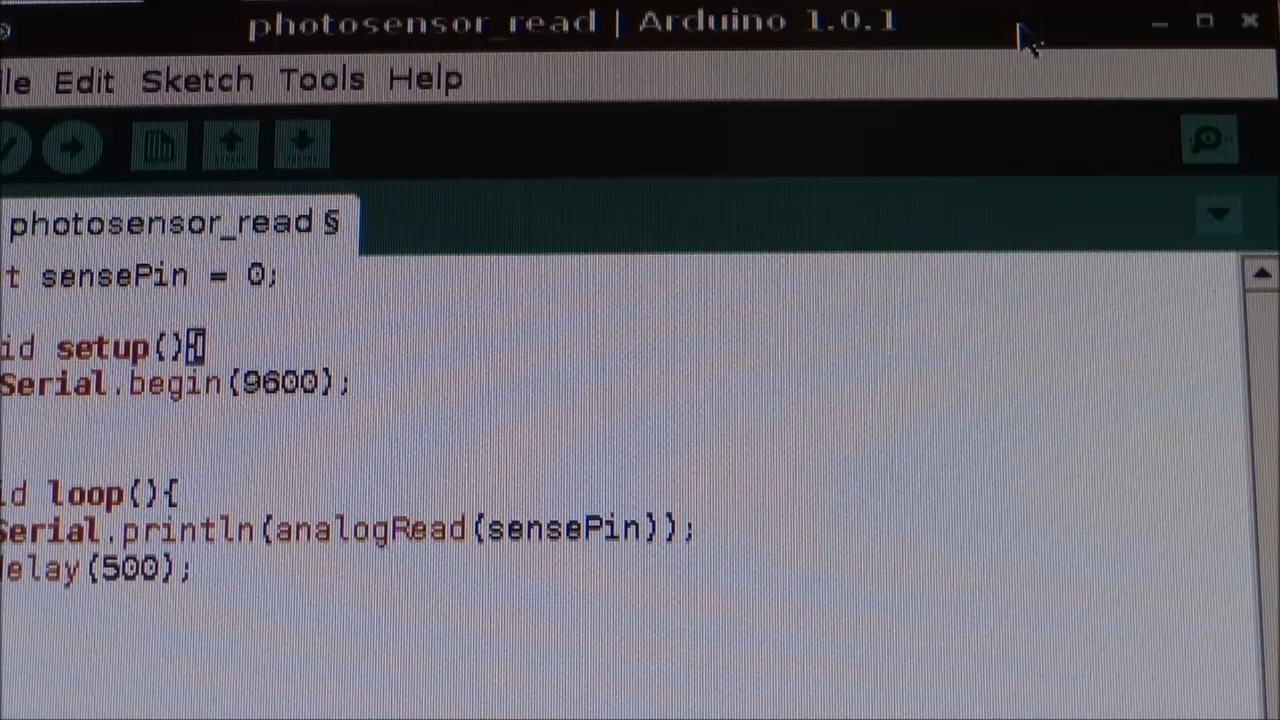 photosensor_read | Arduino 1.0.1
le Edit Sketch Tools Help
photosensor_read §
t sensePin = 0;
id setup(){
Serial.begin(9600);
id loop(){
Serial.println(analogRead(sensePin));
delay(500);